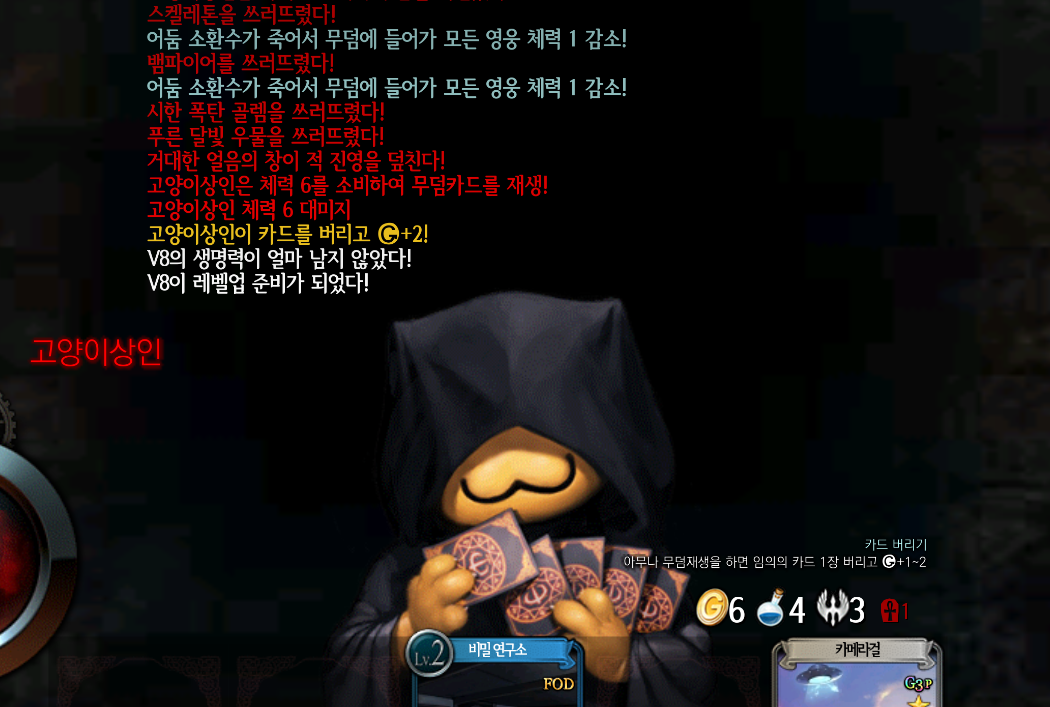 스켈레톤을 쓰러뜨렸다!
어둠 소환수가 죽어서 무덤에 들어가 모든 영웅 체력 1 감소!
뱀파이어를 쓰러뜨렸다!
어둠 소환수가 죽어서 무덤에 들어가 모든 영웅 체력 1 감소!
시한 폭탄 골렘을 쓰러뜨렸다!
푸른 달빛 우물을 쓰러뜨렸다!
거대한 얼음의 창이 적 진영을 덮친다!
고양이상인은 체력 6를 소비하여 무덤카드를 재생!
고양이상인 체력 6 대미지
고양이상인이 카드를 버리고 G+2!
V8의 생명력이 얼마 남지 않았다!
V8이 레벨업 준비가 되었다!
고양이상인
카드 버리기
아무나 무덤재생을 하면 임의의 카드 1장 버리고 G+1~2
G6 4 3 1
Lv.2 비밀 연구소
카메라걸
FOD
G3P